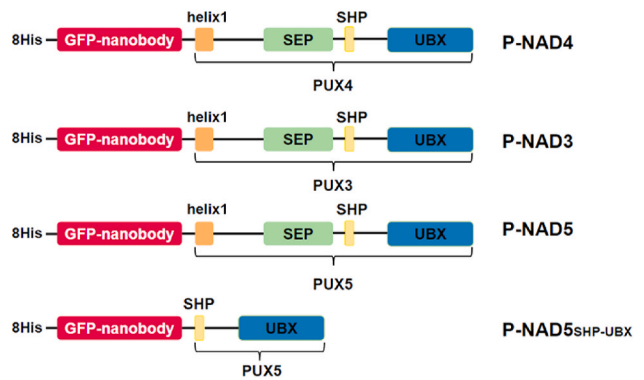 helix1 SHP
8His GFP-nanobody SEP UBX P-NAD4
PUX4
helix1 SHP
8His GFP-nanobody SEP UBX P-NAD3
PUX3
helix1 SHP
8His GFP-nanobody SEP UBX P-NAD5
PUX5
SHP
8His GFP-nanobody UBX P-NAD5SHP-UBX
PUX5